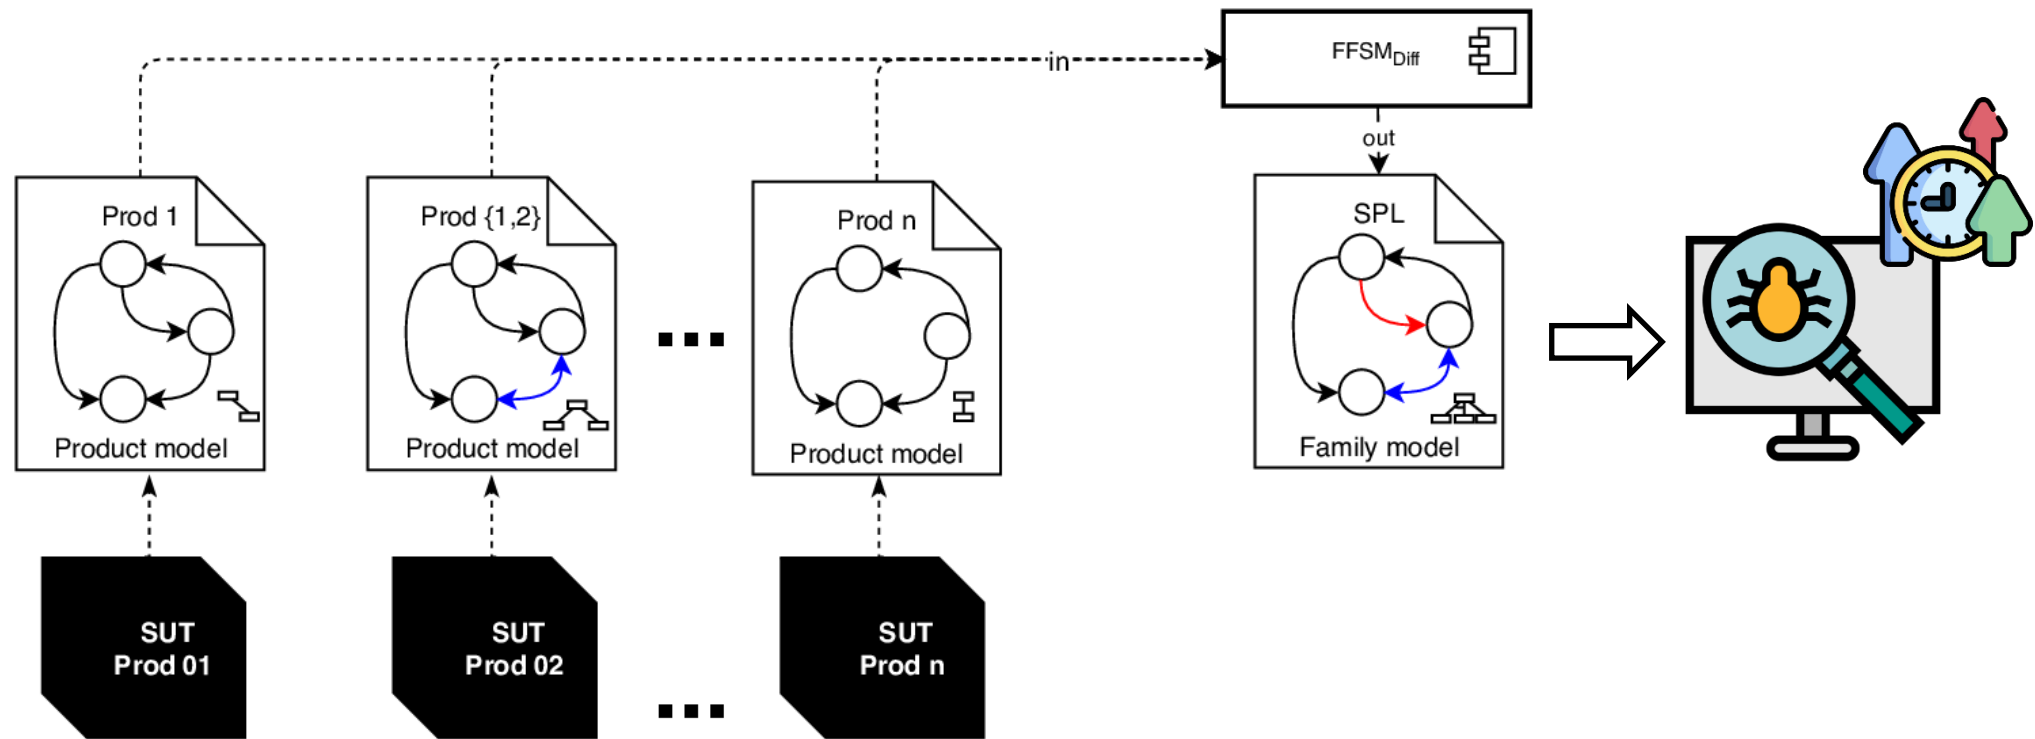 in
FFSMDiff
out
Prod 1
Product model
Prod {1,2}
Product model
Prod n
Product model
SPL
Family model
SUT
Prod 01
SUT
Prod 02
SUT
Prod n